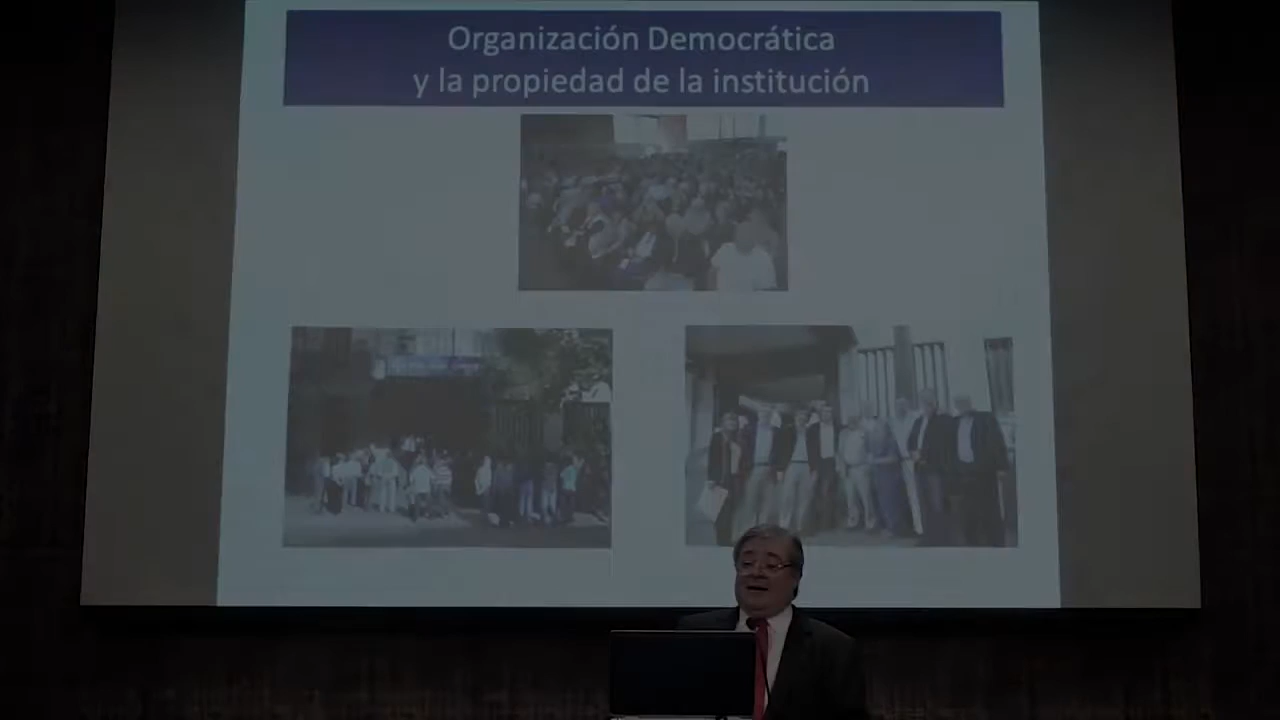 Organización Democrática
y la propiedad de la institución